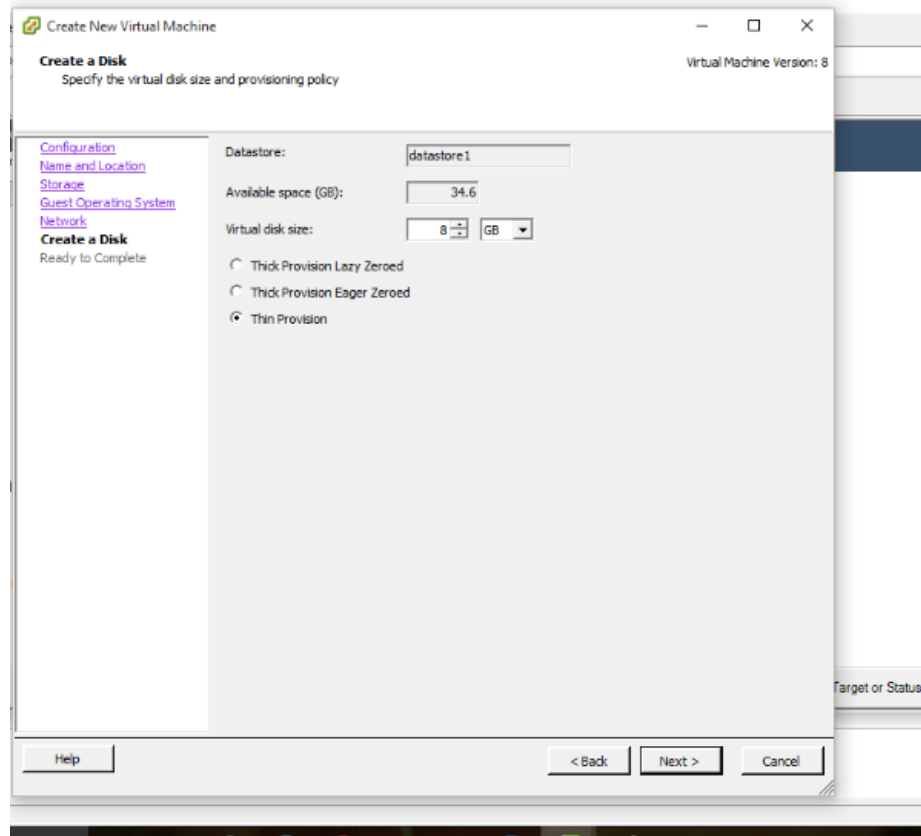 Create New Virtual Machine
Create a Disk
Specify the virtual disk size and provisioning policy
Virtual Machine Version: 8
Configuration
Name and Location
Storage
Guest Operating System
Network
Create a Disk
Ready to Complete
Datastore:
datastore1
Available space (GB):
34.6
Virtual disk size:
8
GB
Thick Provision Lazy Zeroed
Thick Provision Eager Zeroed
Thin Provision
Target or Status
Help
< Back
Next >
Cancel